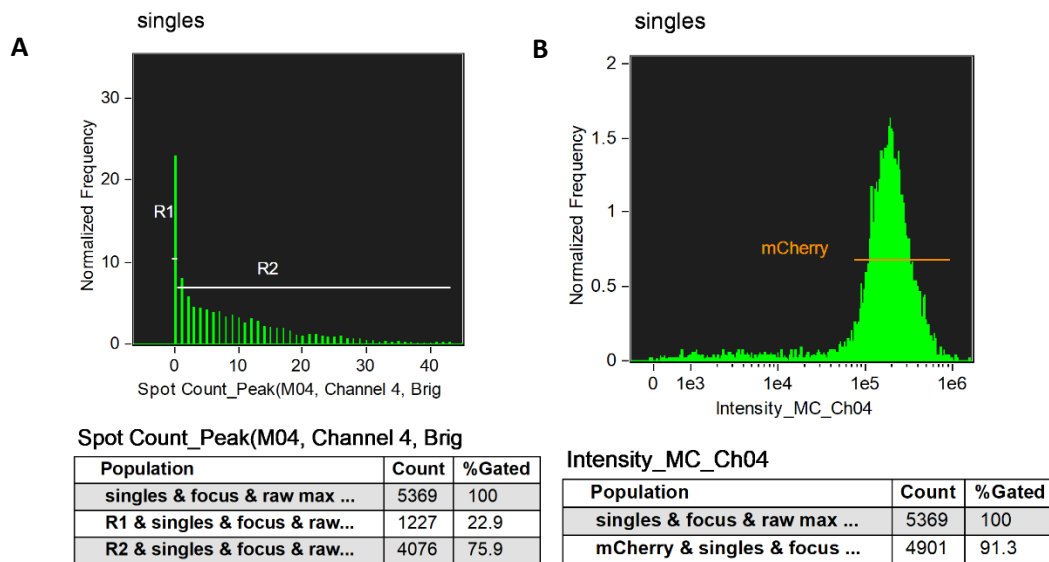 singles
A
Normalized Frequency
30
20
10
0
R1
R2
0 10 20 30 40
Spot Count_Peak(M04, Channel 4, Brig
Spot Count_Peak(M04, Channel 4, Brig
Population Count %Gated
singles & focus & raw max ... 5369 100
R1 & singles & focus & raw... 1227 22.9
R2 & singles & focus & raw... 4076 75.9
singles
B
Normalized Frequency
2
1.5
1
0.5
0
mCherry
0 1e3 1e4 1e5 1e6
Intensity_MC_Ch04
Intensity_MC_Ch04
Population Count %Gated
singles & focus & raw max ... 5369 100
mCherry & singles & focus ... 4901 91.3